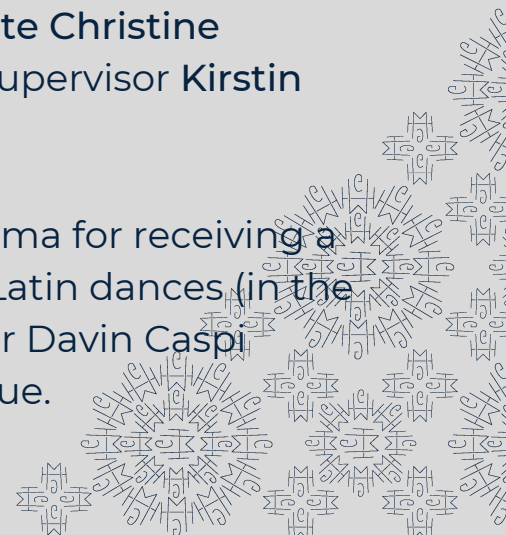 te Christine
upervisor Kirstin
ma for receiving a
Latin dances (in the
r Davin Caspi
ue.